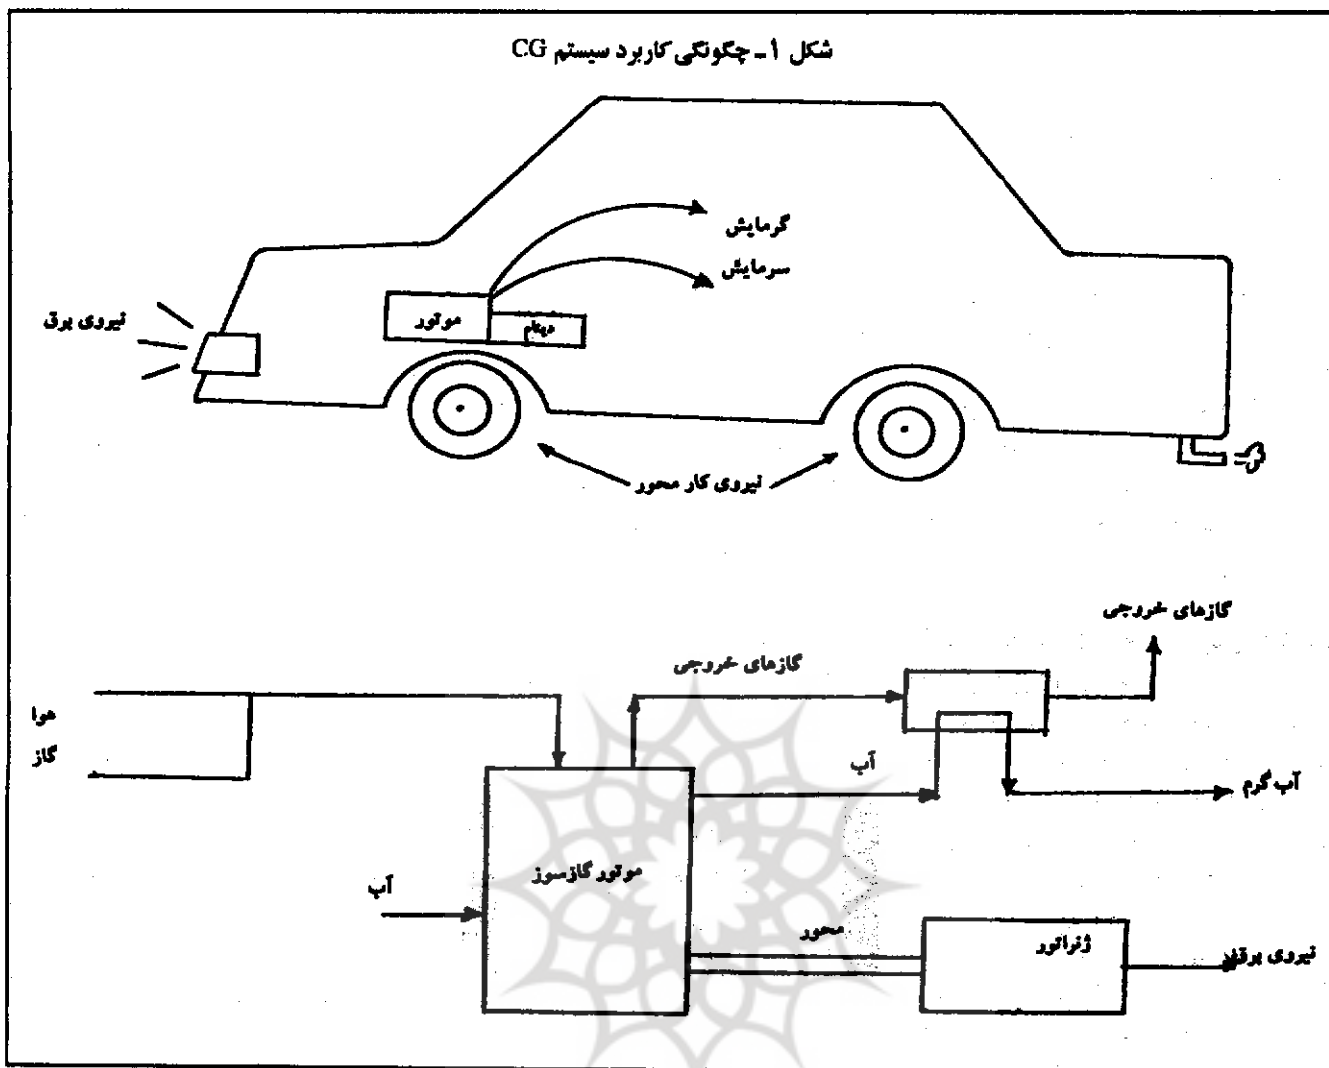 شکل ۱ـ چگونگی کاربرد سیستم CG
گرمایش
سرمایش
نیروی برق
موتور
دینام
نیروی کار محور
گازهای خروجی
گازهای خروجی
هوا
گاز
آب
آب گرم
موتور گازسوز
آب
محور
ژنراتور
نیروی برق